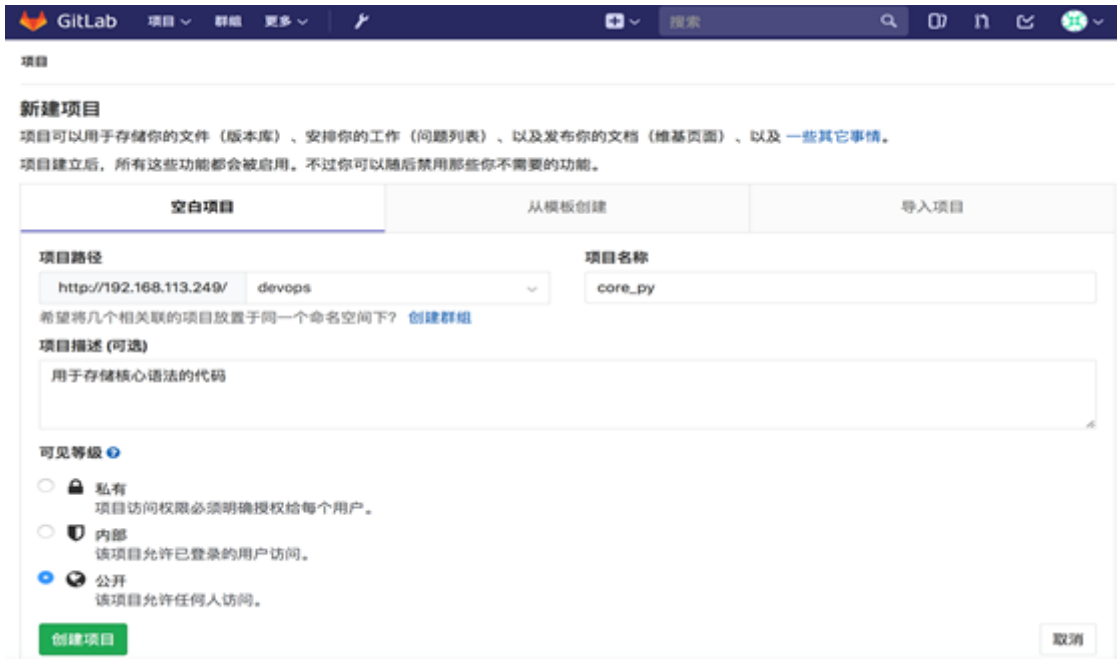 GitLab 项目 群组 更多 搜索
项目
新建项目
项目可以用于存储你的文件（版本库）、安排你的工作（问题列表）、以及发布你的文档（维基页面）、以及 一些其它事情。
项目建立后，所有这些功能都会被启用。不过你可以随后禁用那些你不需要的功能。
空白项目 从模板创建 导入项目
项目路径 项目名称
http://192.168.113.249/ devops core_py
希望将几个相关联的项目放置于同一个命名空间下？ 创建群组
项目描述 (可选)
用于存储核心语法的代码
可见等级
私有
项目访问权限必须明确授权给每个用户。
内部
该项目允许已登录的用户访问。
公开
该项目允许任何人访问。
创建项目 取消